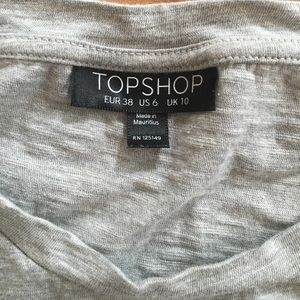 TOPSHOP
EUR 38 US 6 UK 10
Made in
Mauritius
RN 125149